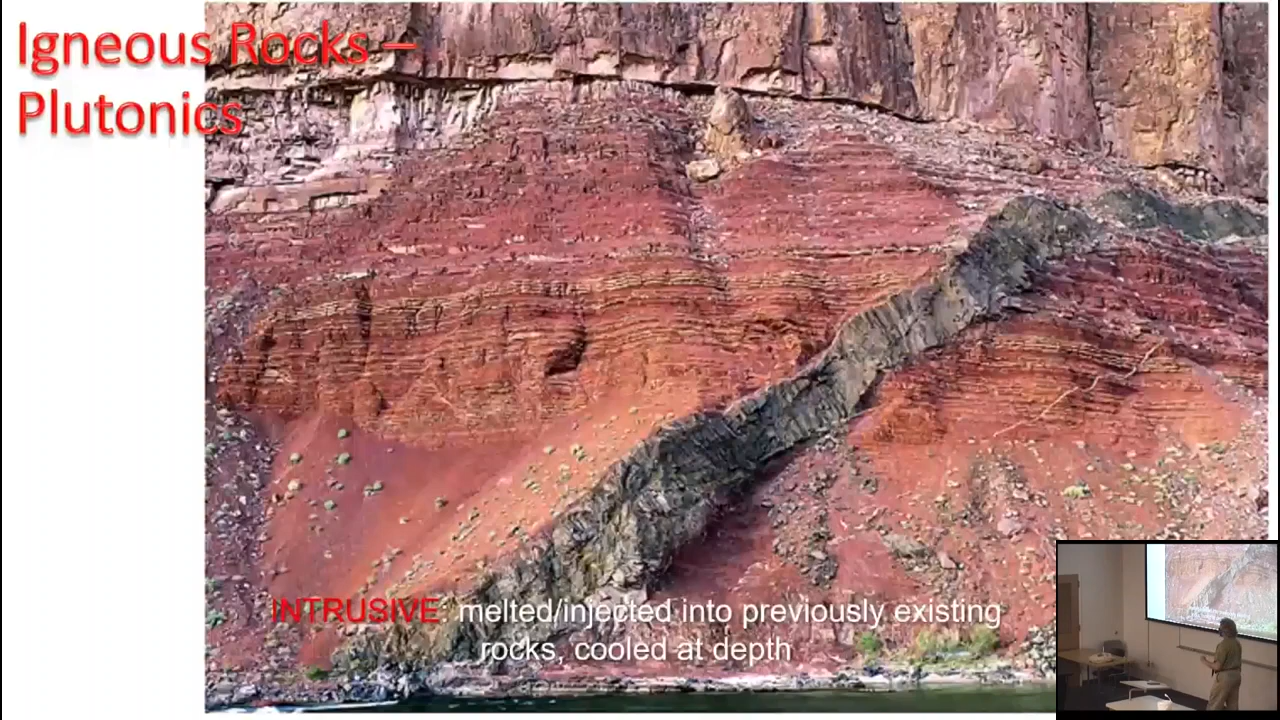 Igneous Rocks –
Plutonics
INTRUSIVE: melted/injected into previously existing
rocks, cooled at depth